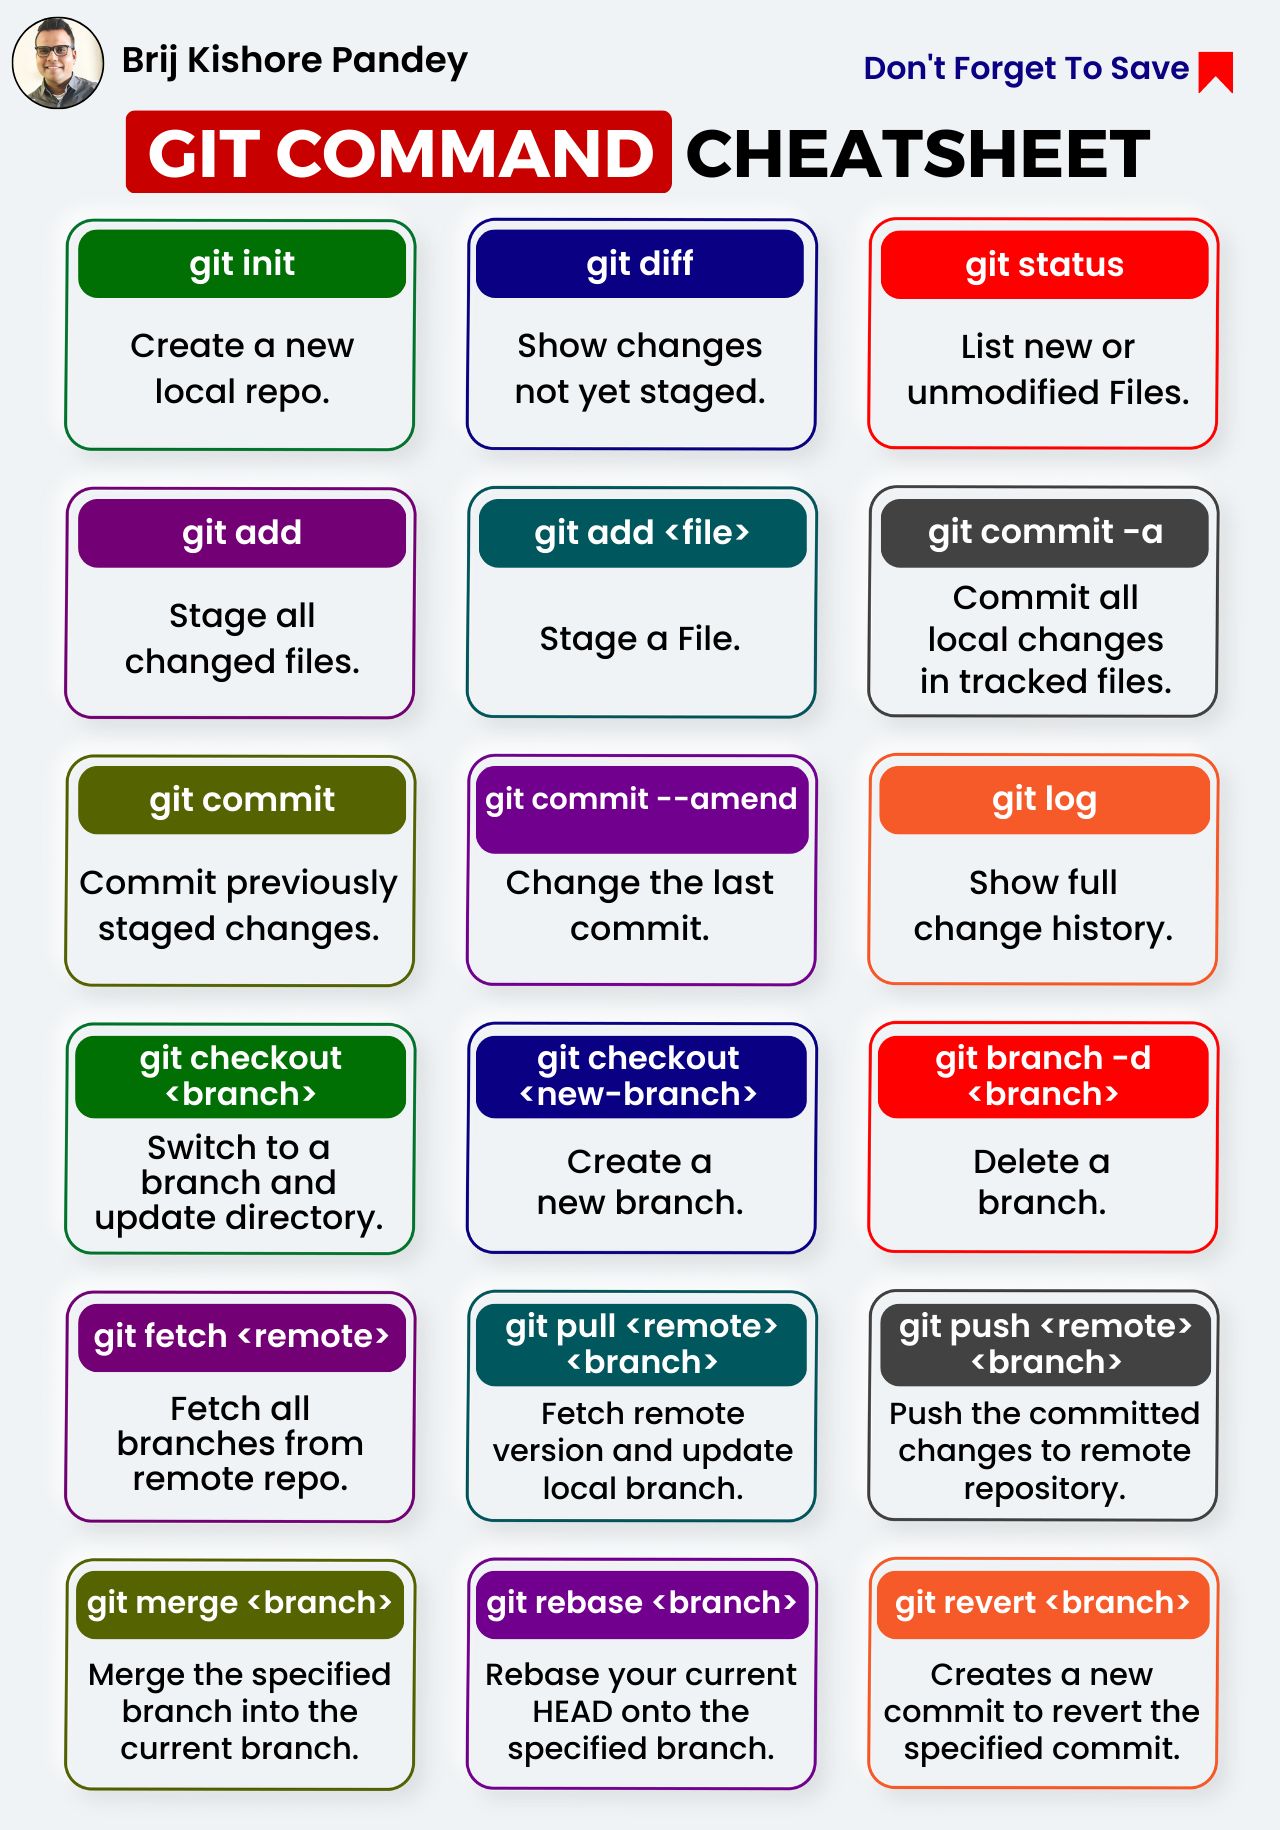 Brij Kishore Pandey
Don't Forget To Save
GIT COMMAND CHEATSHEET
git init
Create a new
local repo.
git diff
Show changes
not yet staged.
git status
List new or
unmodified Files.
git add
Stage all
changed files.
git add <file>
Stage a File.
git commit -a
Commit all
local changes
in tracked files.
git commit
Commit previously
staged changes.
git commit --amend
Change the last
commit.
git log
Show full
change history.
git checkout
<branch>
Switch to a
branch and
update directory.
git checkout
<new-branch>
Create a
new branch.
git branch -d
<branch>
Delete a
branch.
git fetch <remote>
Fetch all
branches from
remote repo.
git pull <remote>
<branch>
Fetch remote
version and update
local branch.
git push <remote>
<branch>
Push the committed
changes to remote
repository.
git merge <branch>
Merge the specified
branch into the
current branch.
git rebase <branch>
Rebase your current
HEAD onto the
specified branch.
git revert <branch>
Creates a new
commit to revert the
specified commit.